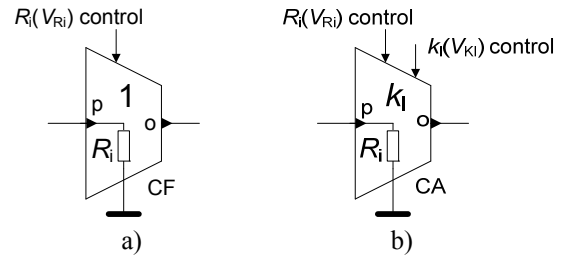 Ri(VRi) control
1
p
o
Ri
CF
a)
Ri(VRi) control
kI(VKI) control
p
kI
o
Ri
CA
b)